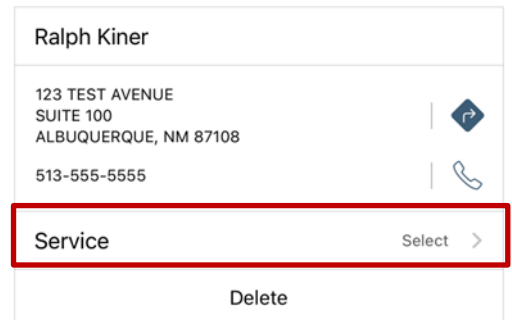 Ralph Kiner
123 TEST AVENUE
SUITE 100
ALBUQUERQUE, NM 87108
513-555-5555
Service Select
Delete